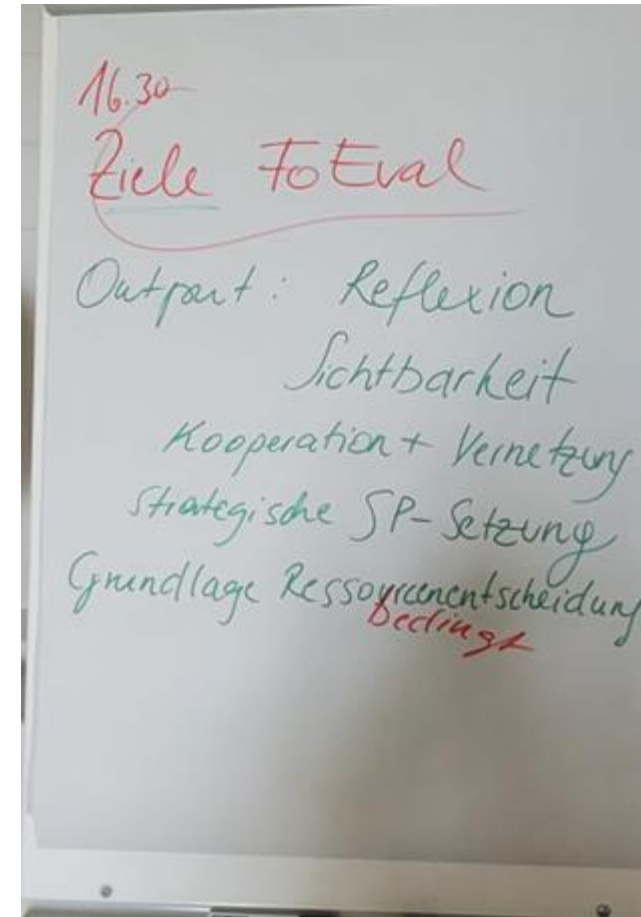 16.30
Ziele FoEval
Output: Reflexion
Sichtbarkeit
Kooperation + Vernetzung
Strategische SP-Setzung
Grundlage Ressourcenentscheidung
bedingt